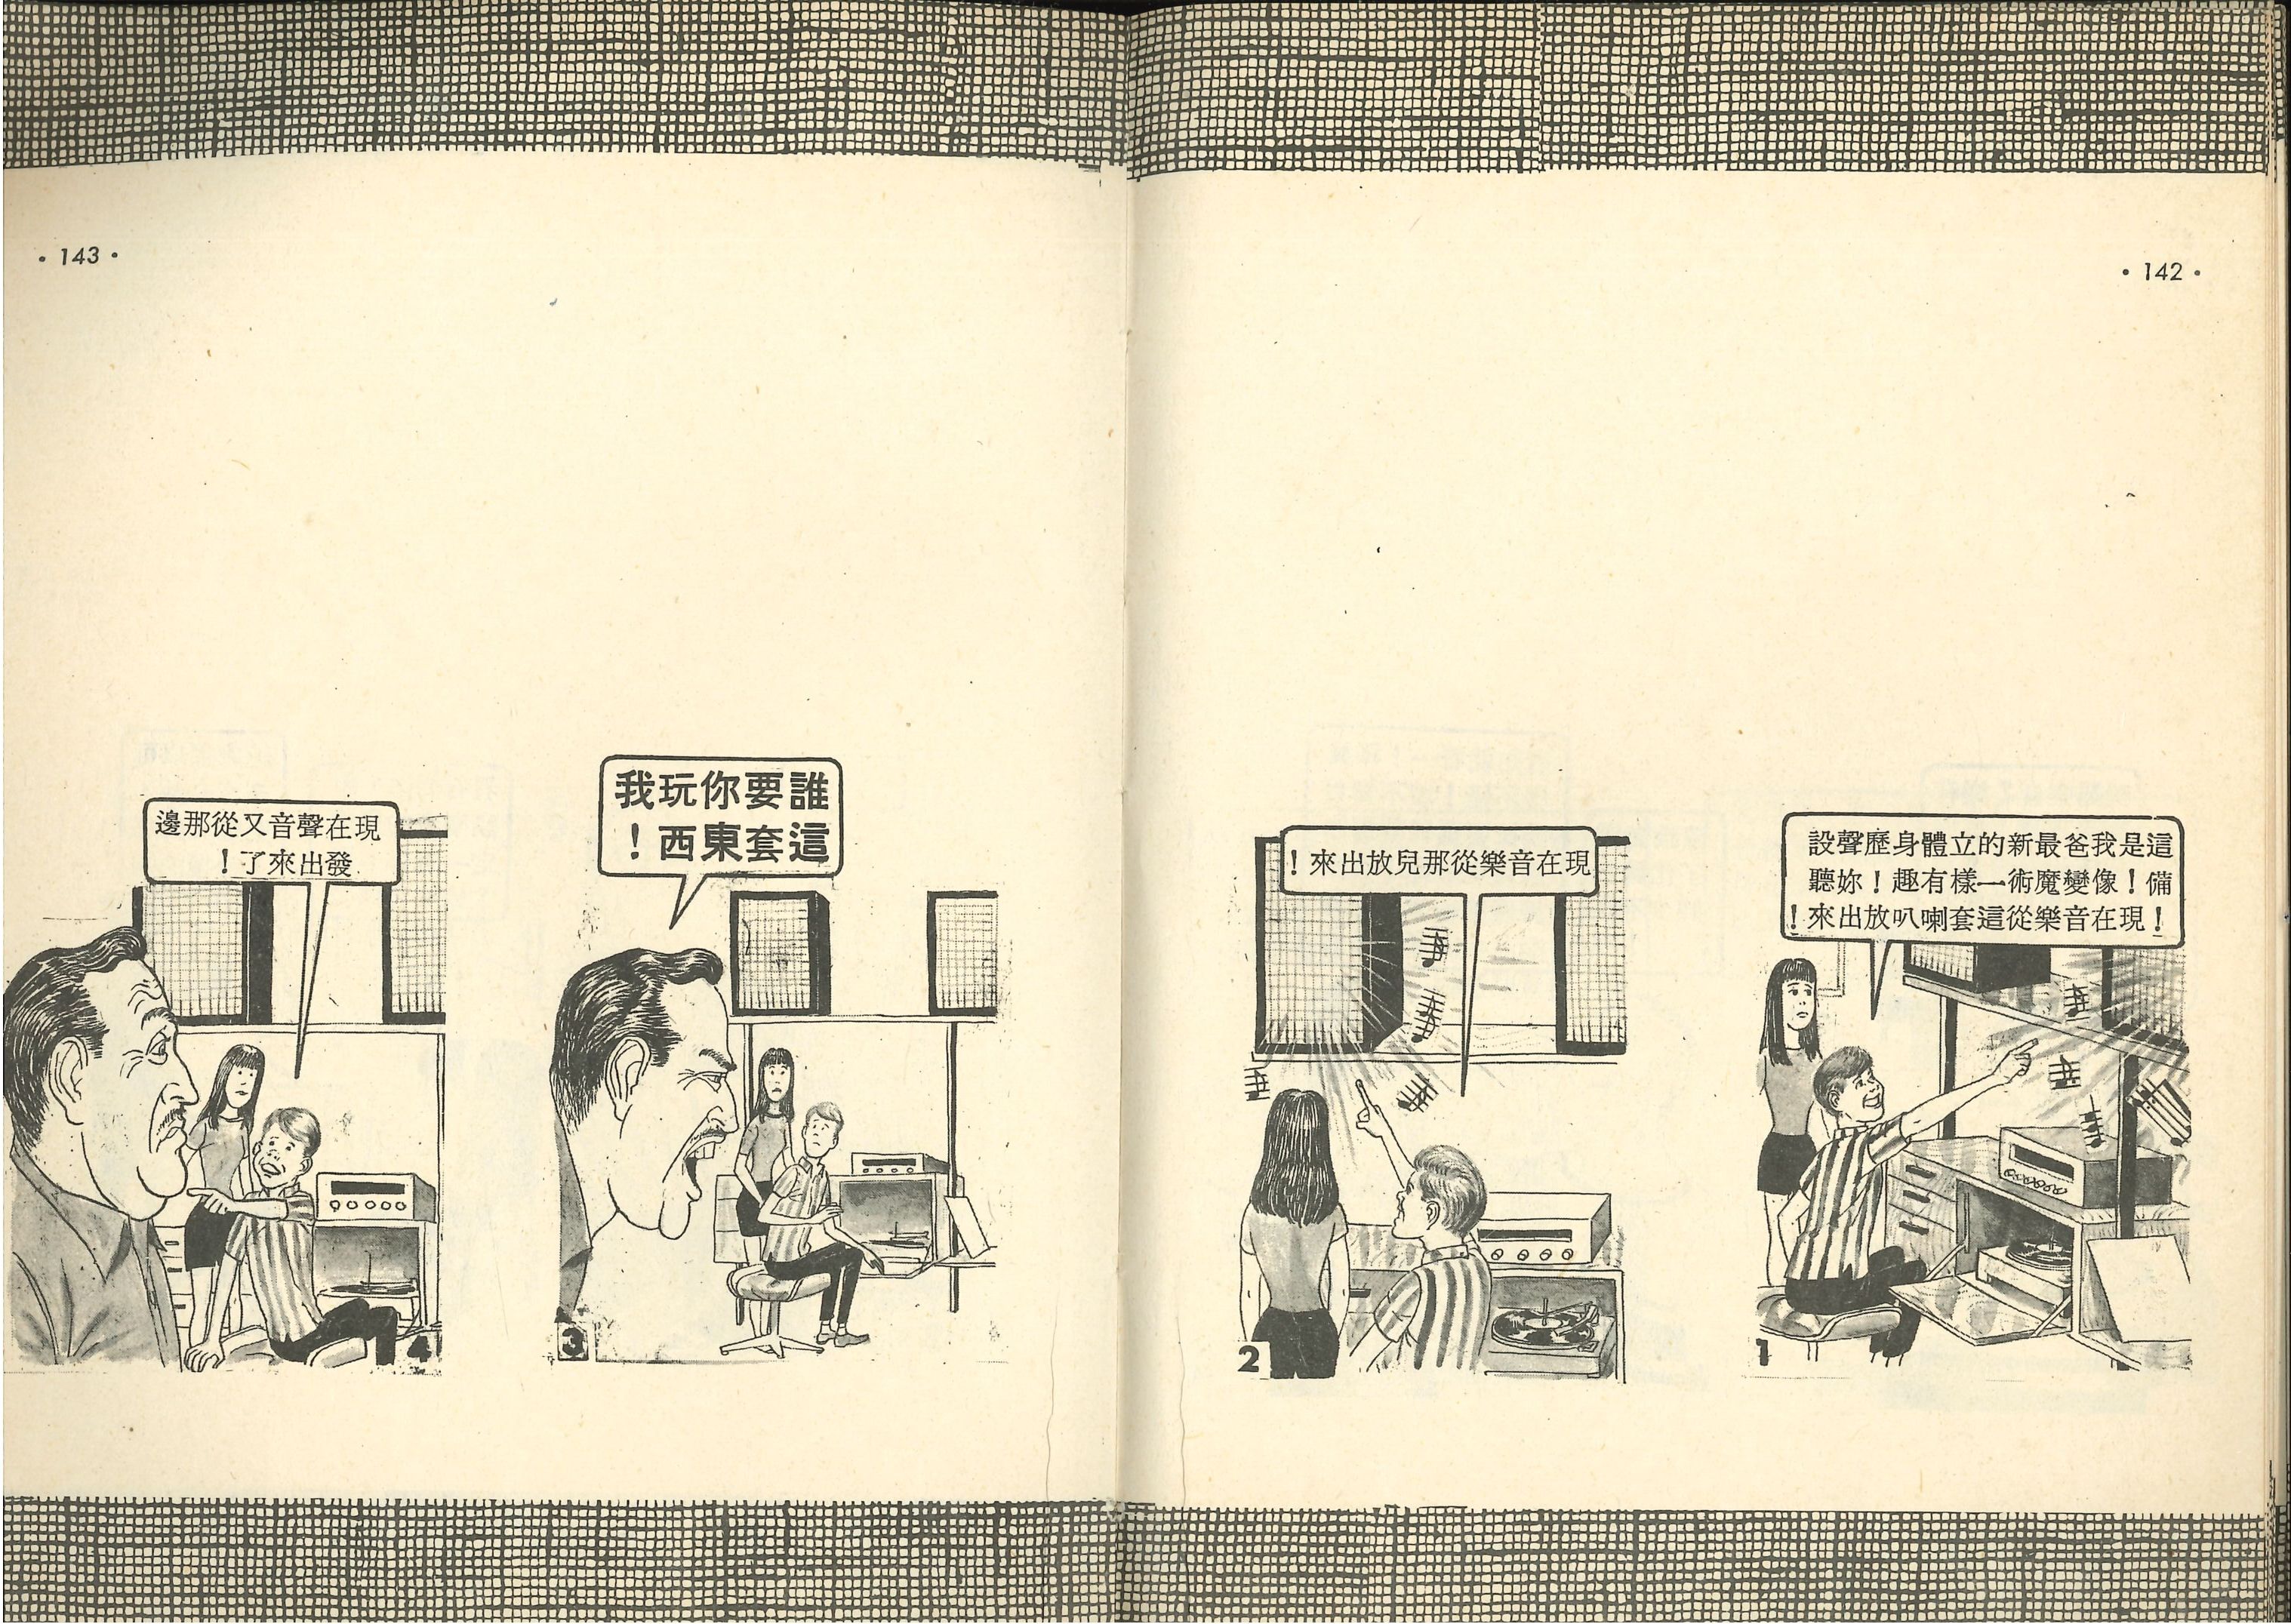 • 142 •
這是我爸最新的立體身歷聲設
備！像變魔術一樣有趣！妳聽
！現在音樂從這套喇叭放出來！
1
現在音樂從那兒放出來！
2
• 143 •
誰要你玩我
這套東西！
3
現在聲音又從那邊
發出來了！
4